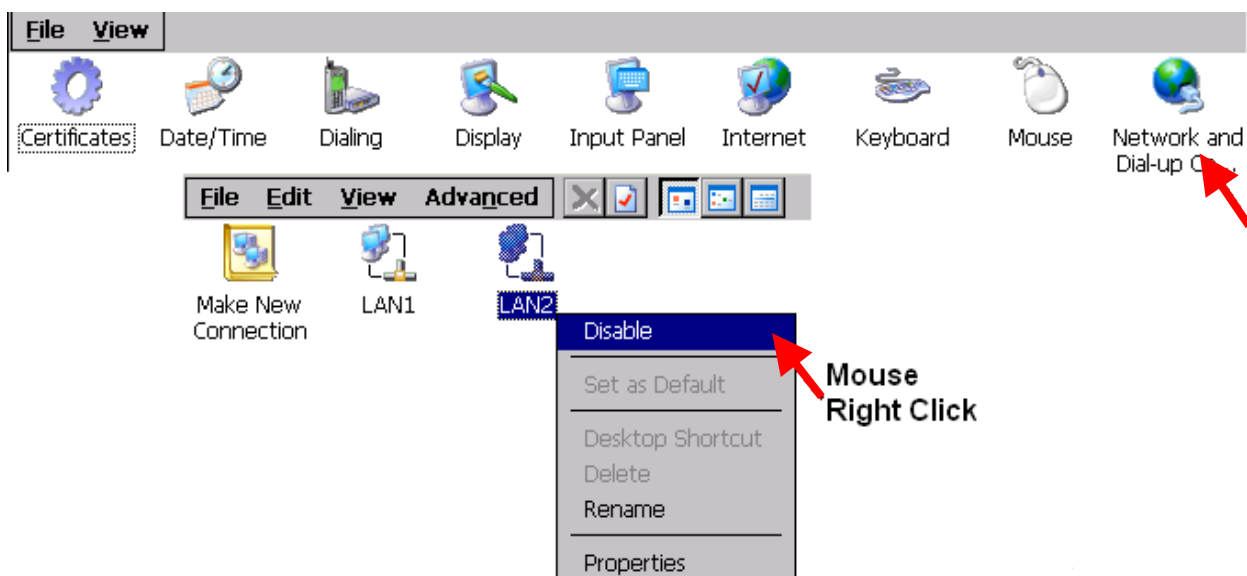 File View
Certificates Date/Time Dialing Display Input Panel Internet Keyboard Mouse Network and
Dial-up Co...
File Edit View Advanced
Make New LAN1 LAN2
Connection
Disable
Set as Default
Mouse
Right Click
Desktop Shortcut
Delete
Rename
Properties